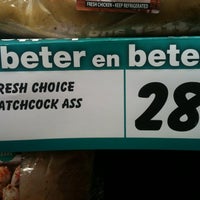 FRESH CHICKEN - KEEP REFRIGERATED
beter en bete
RESH CHOICE
ATCHCOCK ASS
28